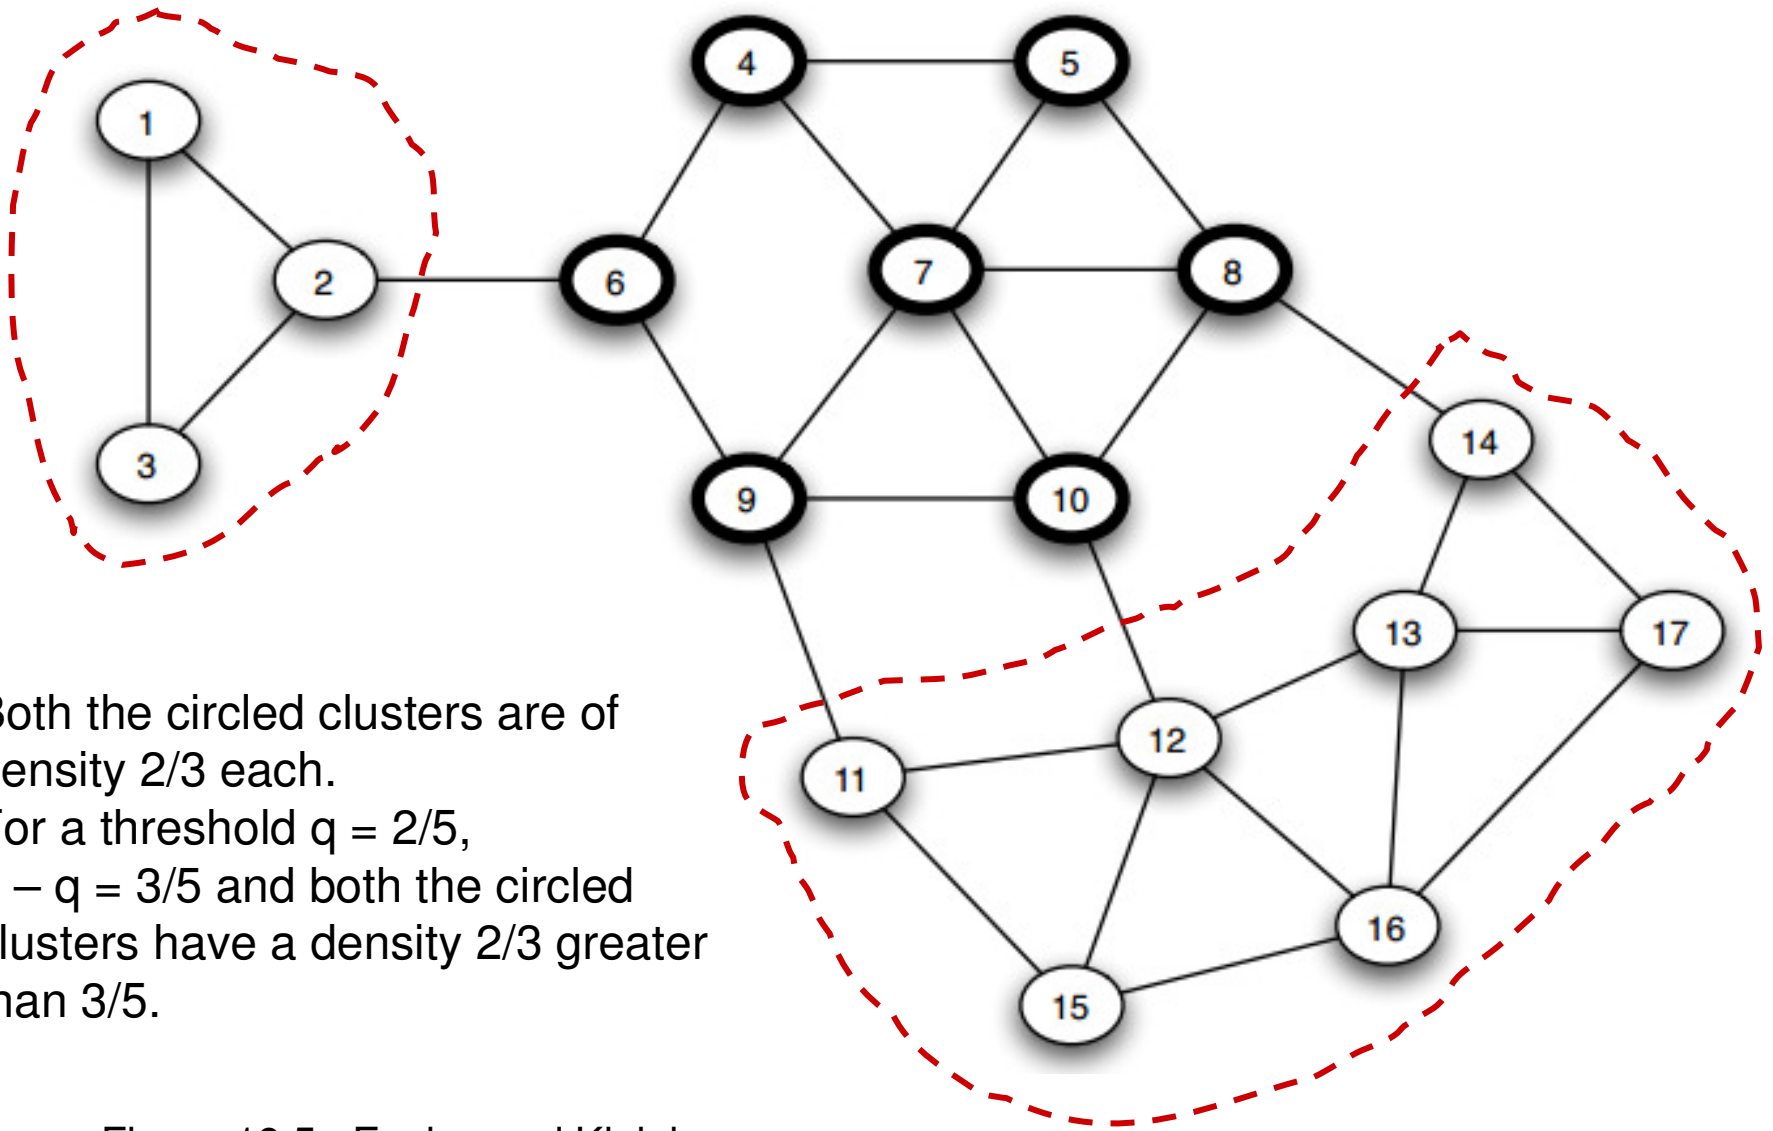 4
5
1
7
8
2
6
14
3
9
10
13
17
Both the circled clusters are of
12
ensity 2/3 each.
11
For a threshold q = 2/5,
– q = 3/5 and both the circled
16
lusters have a density 2/3 greater
han 3/5.
15